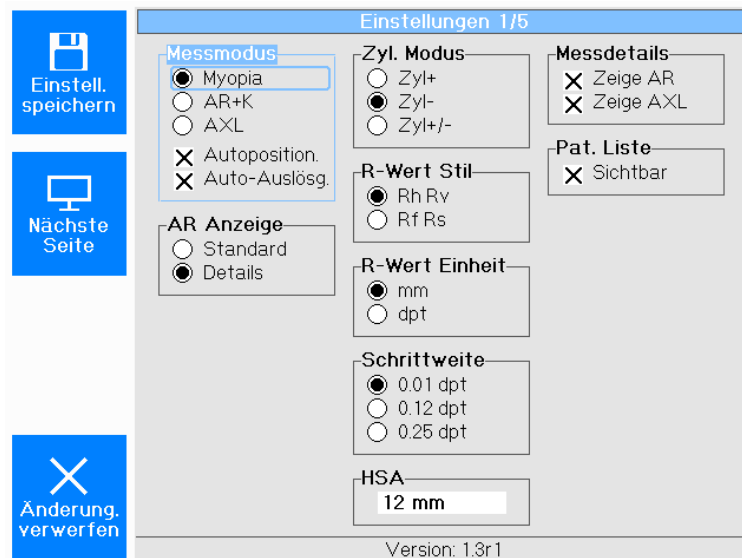 Einstellungen 1/5
Einstell.
speichern
Nächste
Seite
Änderung.
verwerfen
Messmodus
Myopia
AR+K
AXL
Autoposition.
Auto-Auslösg.
AR Anzeige
Standard
Details
Zyl. Modus
Zyl+
Zyl-
Zyl+/-
R-Wert Stil
Rh Rv
Rf Rs
R-Wert Einheit
mm
dpt
Schrittweite
0.01 dpt
0.12 dpt
0.25 dpt
HSA
12 mm
Messdetails
Zeige AR
Zeige AXL
Pat. Liste
Sichtbar
Version: 1.3r1